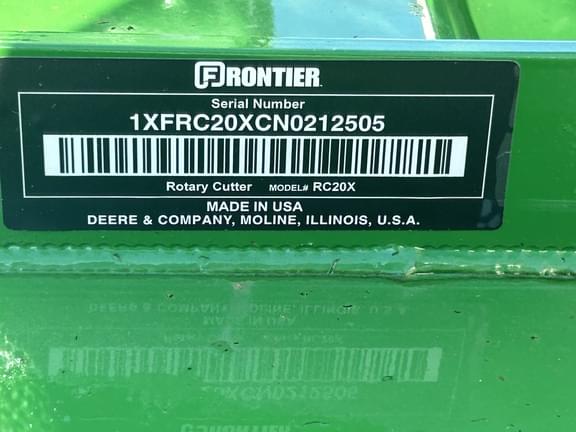 FRONTIER
Serial Number
1XFRC20XCN0212505
Rotary Cutter MODEL# RC20X
MADE IN USA
DEERE & COMPANY, MOLINE, ILLINOIS, U.S.A.